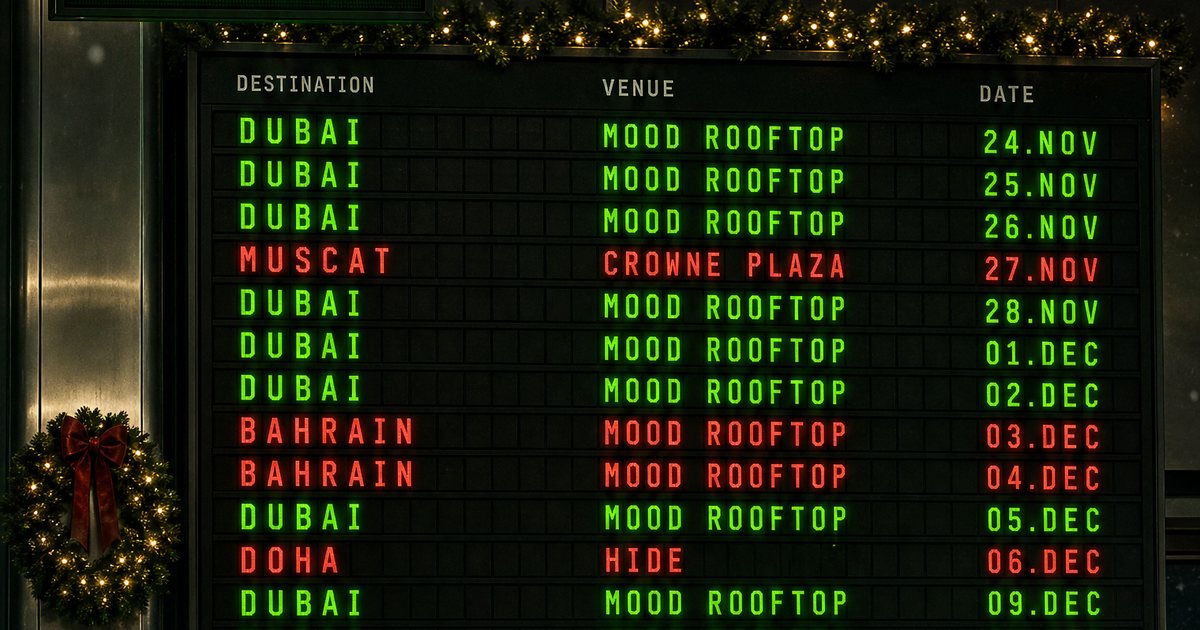 DESTINATION VENUE DATE
DUBAI MOOD ROOFTOP 24.NOV
DUBAI MOOD ROOFTOP 25.NOV
DUBAI MOOD ROOFTOP 26.NOV
MUSCAT CROWNE PLAZA 27.NOV
DUBAI MOOD ROOFTOP 28.NOV
DUBAI MOOD ROOFTOP 01.DEC
DUBAI MOOD ROOFTOP 02.DEC
BAHRAIN MOOD ROOFTOP 03.DEC
BAHRAIN MOOD ROOFTOP 04.DEC
DUBAI MOOD ROOFTOP 05.DEC
DOHA HIDE 06.DEC
DUBAI MOOD ROOFTOP 09.DEC